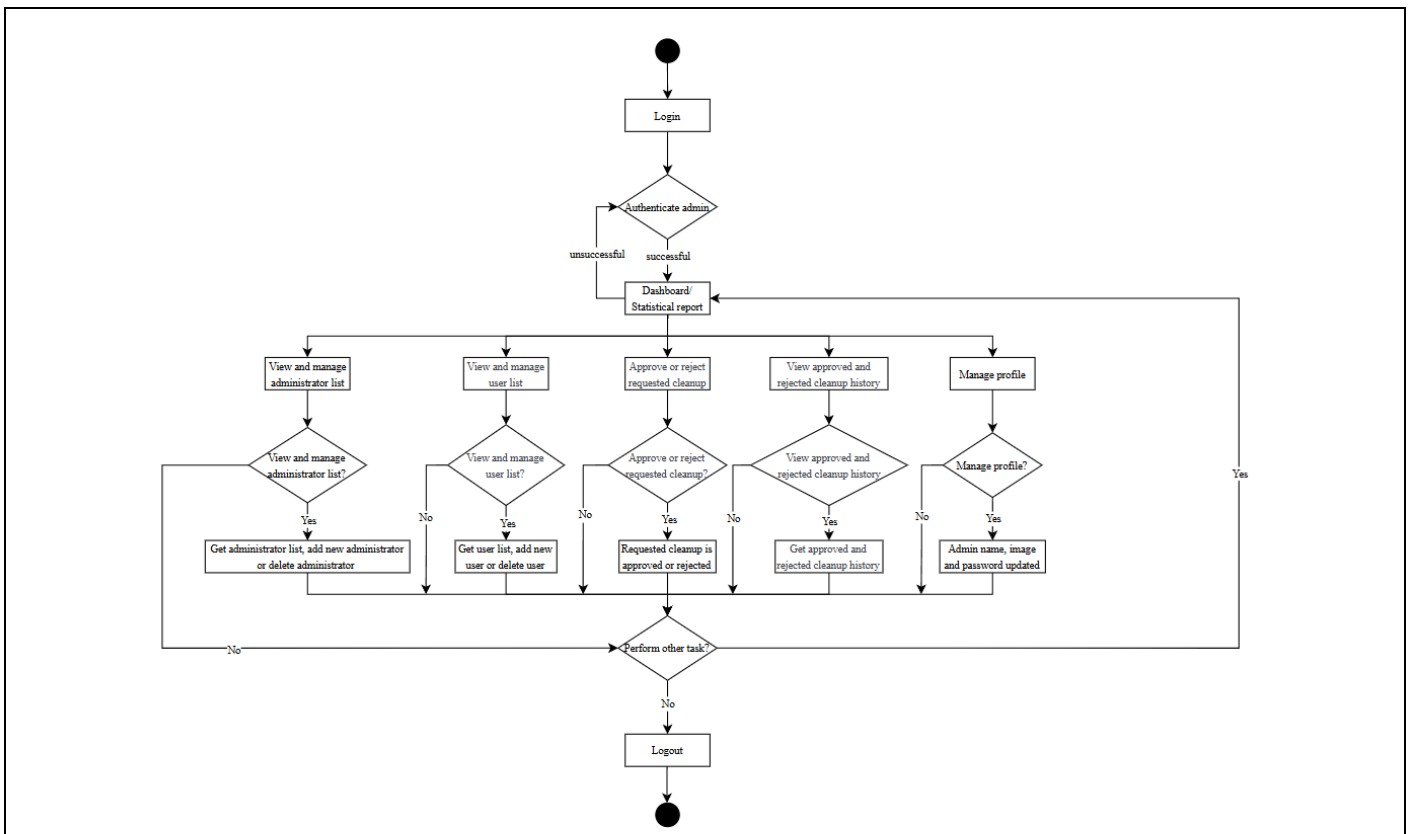 Login
Authenticate admin
unsuccessful
successful
Dashboard/
Statistical report
View and manage
administrator list
View and manage
user list
Approve or reject
requested cleanup
View approved and
rejected cleanup history
Manage profile
View and manage
administrator list?
View and manage
user list?
Approve or reject
requested cleanup?
View approved and
rejected cleanup history
Manage profile?
Yes
No
Yes
No
Yes
No
Yes
No
Yes
No
Yes
Get administrator list, add new administrator
or delete administrator
Get user list, add new
user or delete user
Requested cleanup is
approved or rejected
Get approved and
rejected cleanup history
Admin name, image
and password updated
Perform other task?
No
Logout